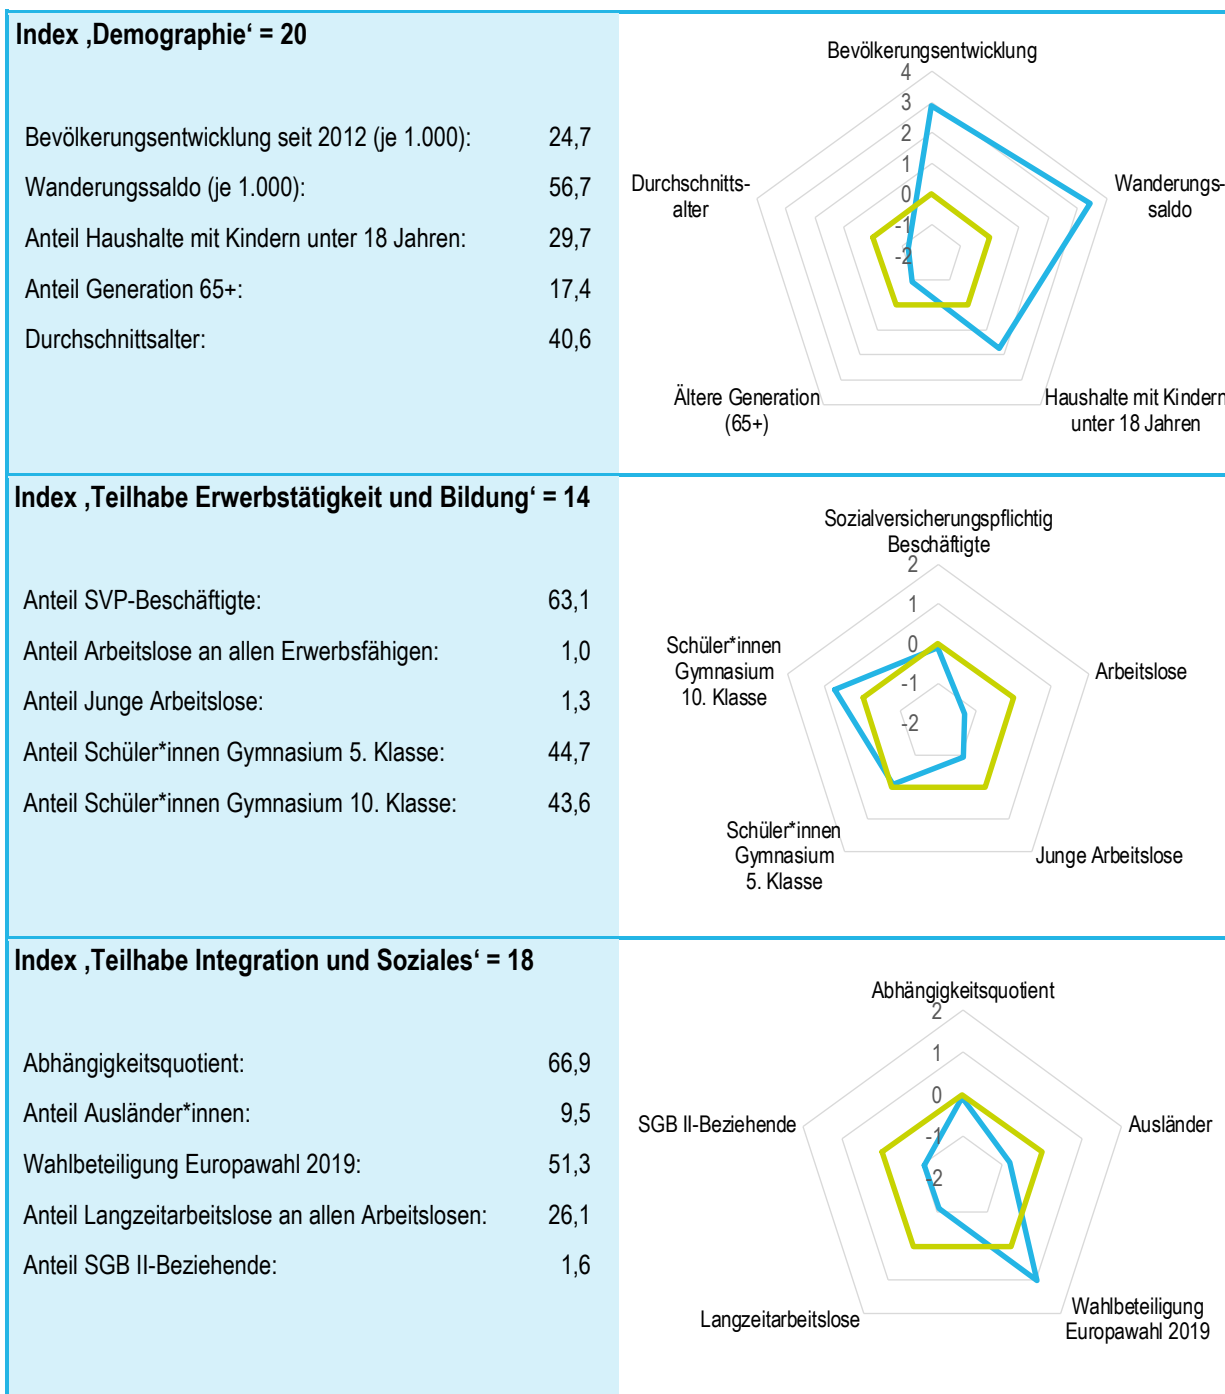 Index ‚Demographie‘ = 20
Bevölkerungsentwicklung seit 2012 (je 1.000): 24,7
Wanderungssaldo (je 1.000): 56,7
Anteil Haushalte mit Kindern unter 18 Jahren: 29,7
Anteil Generation 65+: 17,4
Durchschnittsalter: 40,6
Bevölkerungsentwicklung
4
3
2
1
0
-1
-2
Wanderungs-
saldo
Haushalte mit Kindern
unter 18 Jahren
Ältere Generation
(65+)
Durchschnitts-
alter
Index ‚Teilhabe Erwerbstätigkeit und Bildung‘ = 14
Anteil SVP-Beschäftigte: 63,1
Anteil Arbeitslose an allen Erwerbsfähigen: 1,0
Anteil Junge Arbeitslose: 1,3
Anteil Schüler*innen Gymnasium 5. Klasse: 44,7
Anteil Schüler*innen Gymnasium 10. Klasse: 43,6
Sozialversicherungspflichtig
Beschäftigte
2
1
0
-1
-2
Arbeitslose
Junge Arbeitslose
Schüler*innen
Gymnasium
5. Klasse
Schüler*innen
Gymnasium
10. Klasse
Index ‚Teilhabe Integration und Soziales‘ = 18
Abhängigkeitsquotient: 66,9
Anteil Ausländer*innen: 9,5
Wahlbeteiligung Europawahl 2019: 51,3
Anteil Langzeitarbeitslose an allen Arbeitslosen: 26,1
Anteil SGB II-Beziehende: 1,6
Abhängigkeitsquotient
2
1
0
-1
-2
Ausländer
Wahlbeteiligung
Europawahl 2019
Langzeitarbeitslose
SGB II-Beziehende